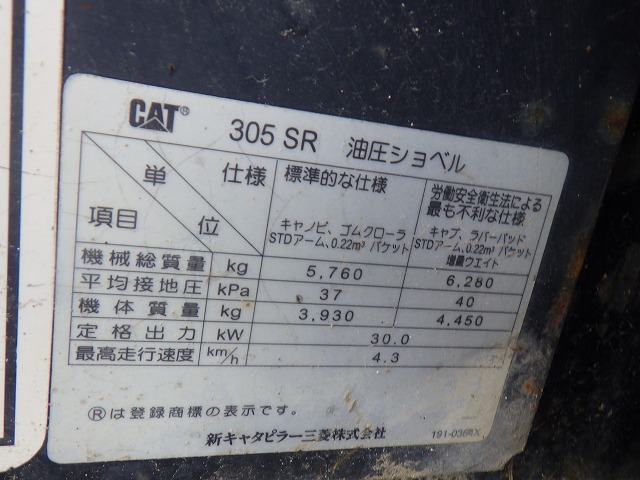 CAT® 305 SR 油圧ショベル
単位 仕様 標準的な仕様 労働安全衛生法による
最も不利な仕様
項目 キャノピ、ゴムクローラ キャブ、ラバーパッド
STDアーム、0.22m³ バケット STDアーム、0.22m³ バケット
増量ウエイト
機械総質量 kg 5,760 6,280
平均接地圧 kPa 37 40
機体質量 kg 3,930 4,450
定格出力 kW 30.0
最高走行速度 km/h 4.3
®は登録商標の表示です。
新キャタピラー三菱株式会社